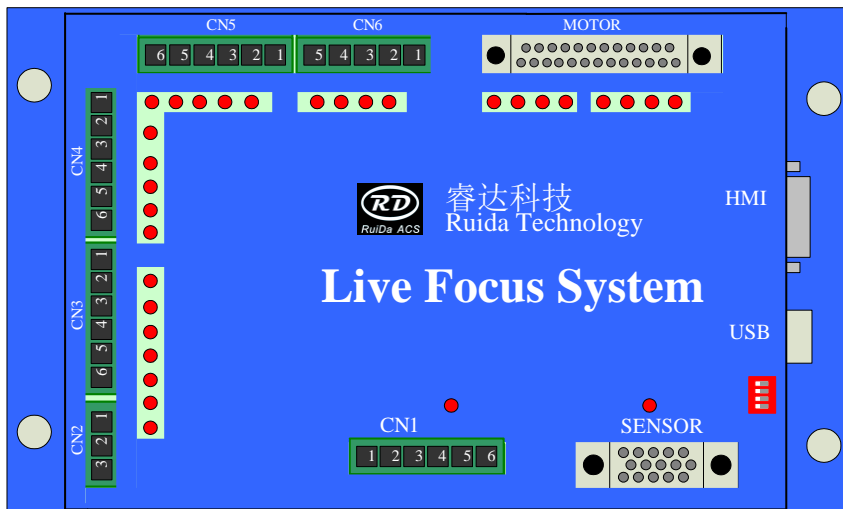 CN5
CN6
MOTOR
6 5 4 3 2 1
5 4 3 2 1
CN4
1
2
3
4
5
6
RD
RuiDa ACS
睿达科技
Ruida Technology
HMI
Live Focus System
CN3
1
2
3
4
5
6
USB
CN2
1
2
3
CN1
1 2 3 4 5 6
SENSOR